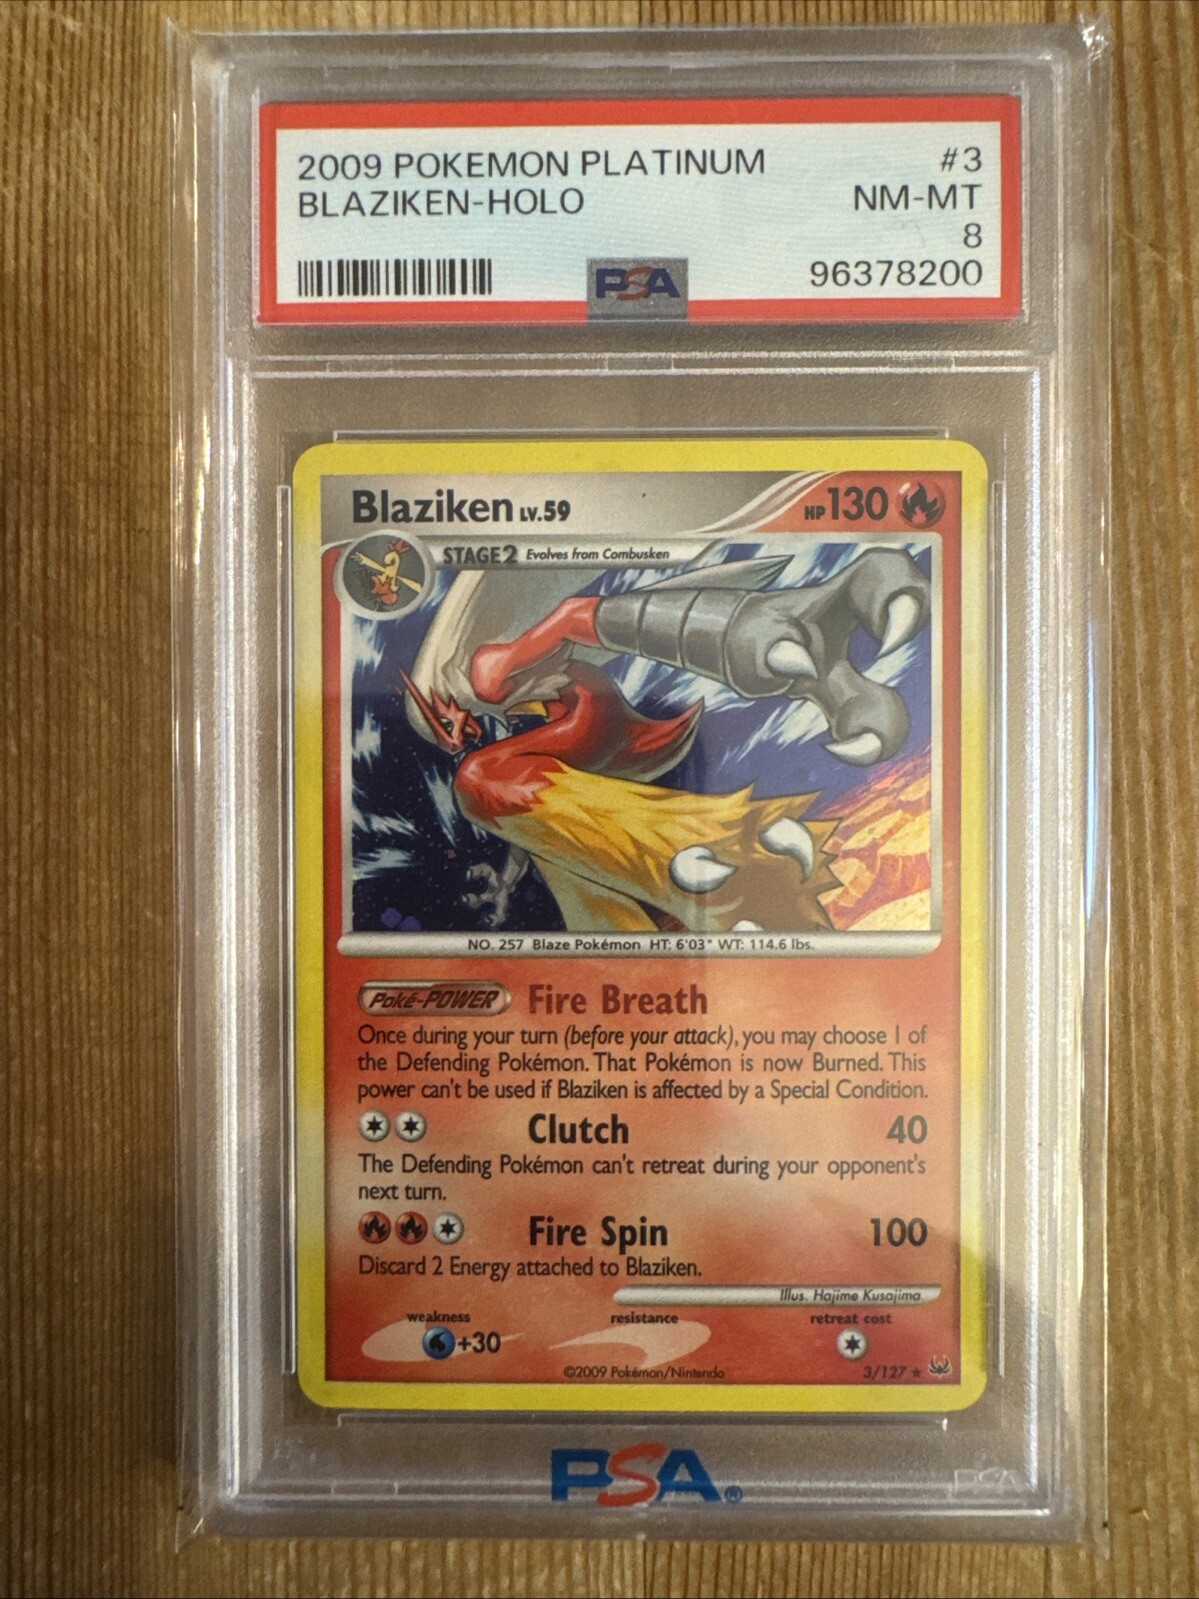 2009 POKEMON PLATINUM #3
BLAZIKEN-HOLO NM-MT
8
PSA 96378200
Blaziken LV.59 HP 130
STAGE2 Evolves from Combusken
NO. 257 Blaze Pokémon HT: 6'03" WT: 114.6 lbs.
Poké-POWER Fire Breath
Once during your turn (before your attack), you may choose 1 of
the Defending Pokémon. That Pokémon is now Burned. This
power can't be used if Blaziken is affected by a Special Condition.
Clutch 40
The Defending Pokémon can't retreat during your opponent's
next turn.
Fire Spin 100
Discard 2 Energy attached to Blaziken.
Illus. Hajime Kusajima
weakness resistance retreat cost
+30
©2009 Pokémon/Nintendo 3/127 ★
PSA®
PSA